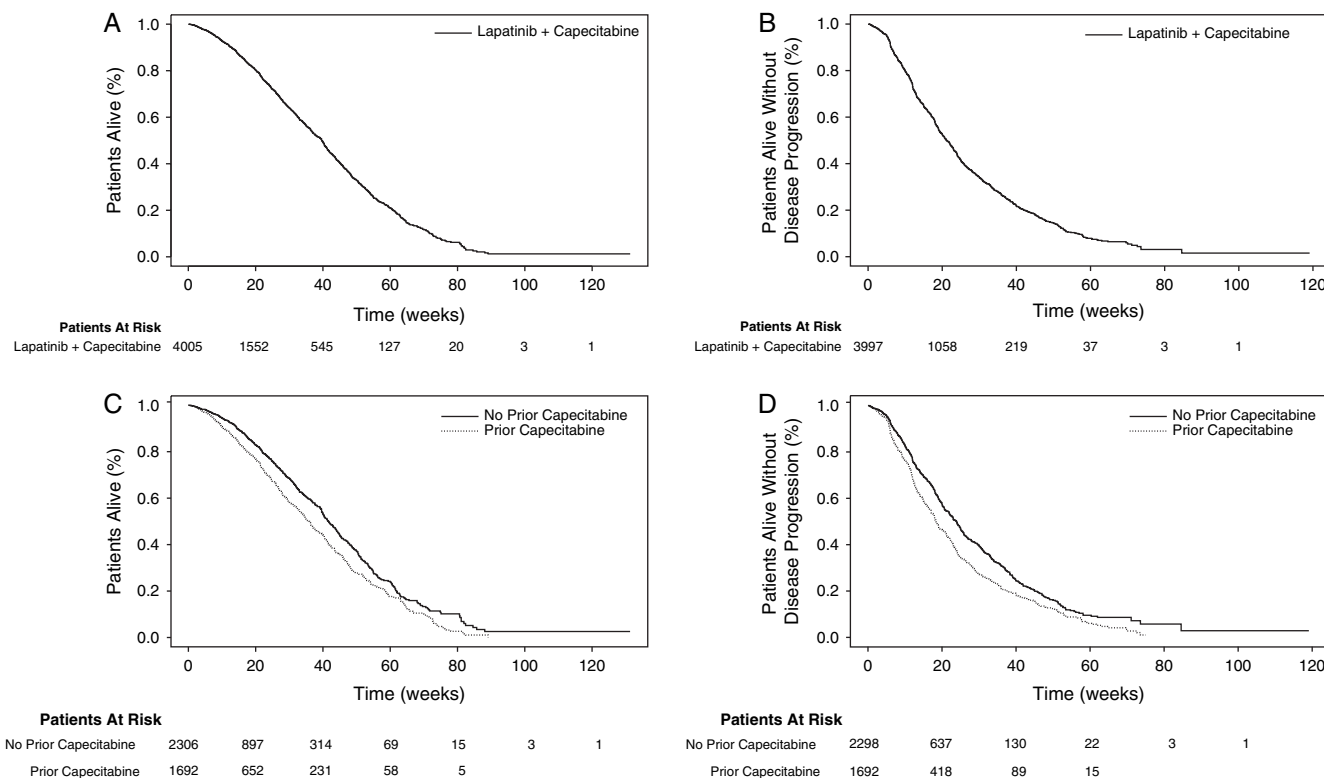 A
Lapatinib + Capecitabine
Patients Alive (%)
1.0
0.8
0.6
0.4
0.2
0.0
0 20 40 60 80 100 120
Time (weeks)
Patients At Risk
Lapatinib + Capecitabine 4005 1552 545 127 20 3 1
B
Lapatinib + Capecitabine
Patients Alive Without
Disease Progression (%)
1.0
0.8
0.6
0.4
0.2
0.0
0 20 40 60 80 100 120
Time (weeks)
Patients At Risk
Lapatinib + Capecitabine 3997 1058 219 37 3 1
C
No Prior Capecitabine
Prior Capecitabine
Patients Alive (%)
1.0
0.8
0.6
0.4
0.2
0.0
0 20 40 60 80 100 120
Time (weeks)
Patients At Risk
No Prior Capecitabine 2306 897 314 69 15 3 1
Prior Capecitabine 1692 652 231 58 5
D
No Prior Capecitabine
Prior Capecitabine
Patients Alive Without
Disease Progression (%)
1.0
0.8
0.6
0.4
0.2
0.0
0 20 40 60 80 100 120
Time (weeks)
Patients At Risk
No Prior Capecitabine 2298 637 130 22 3 1
Prior Capecitabine 1692 418 89 15